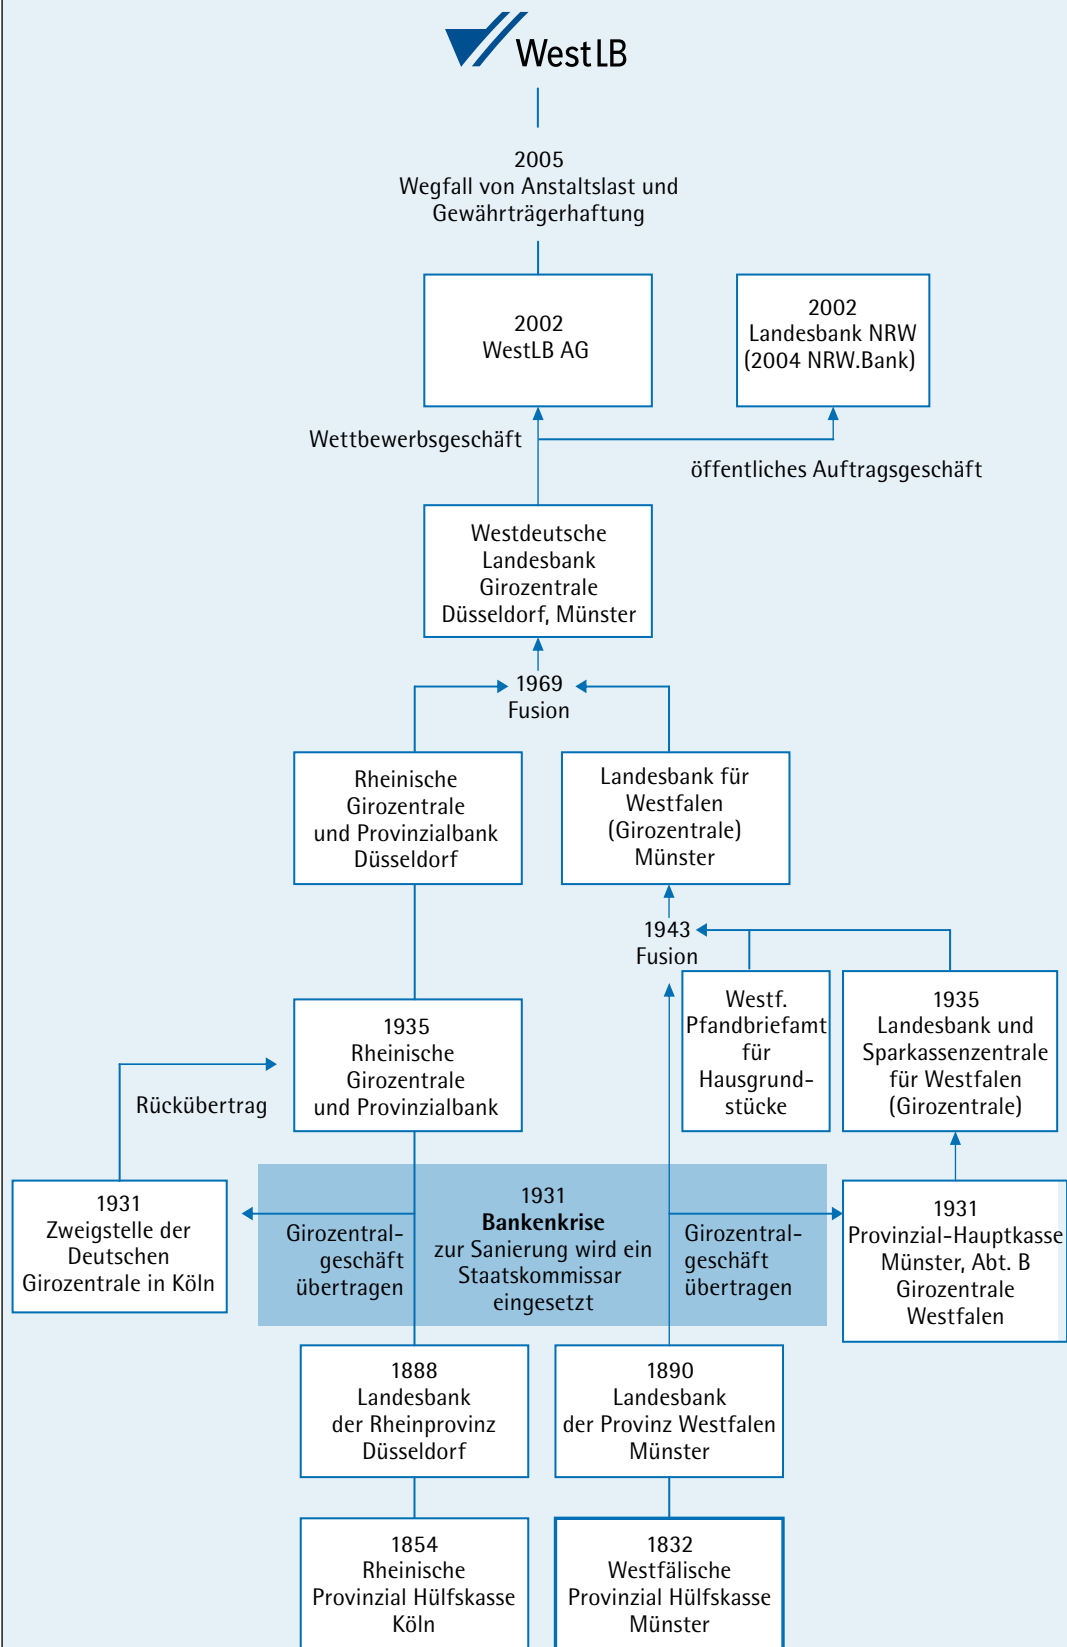 WestLB
2005
Wegfall von Anstaltslast und
Gewährträgerhaftung
2002
WestLB AG
2002
Landesbank NRW
(2004 NRW.Bank)
Wettbewerbsgeschäft
öffentliches Auftragsgeschäft
Westdeutsche
Landesbank
Girozentrale
Düsseldorf, Münster
1969
Fusion
Rheinische
Girozentrale
und Provinzialbank
Düsseldorf
Landesbank für
Westfalen
(Girozentrale)
Münster
1943
Fusion
Westf.
Pfandbriefamt
für
Hausgrund-
stücke
1935
Landesbank und
Sparkassenzentrale
für Westfalen
(Girozentrale)
1935
Rheinische
Girozentrale
und Provinzialbank
Rückübertrag
1931
Zweigstelle der
Deutschen
Girozentrale in Köln
Girozentral-
geschäft
übertragen
1931
Bankenkrise
zur Sanierung wird ein
Staatskommissar
eingesetzt
Girozentral-
geschäft
übertragen
1931
Provinzial-Hauptkasse
Münster, Abt. B
Girozentrale
Westfalen
1888
Landesbank
der Rheinprovinz
Düsseldorf
1890
Landesbank
der Provinz Westfalen
Münster
1854
Rheinische
Provinzial Hülfskasse
Köln
1832
Westfälische
Provinzial Hülfskasse
Münster